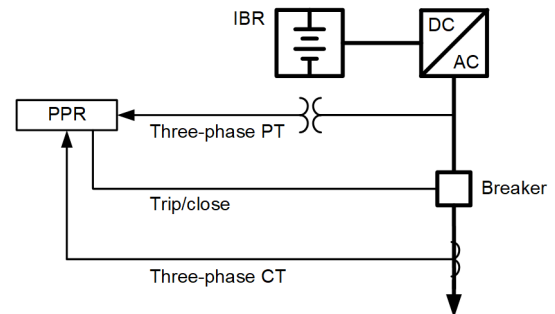 IBR
DC
AC
PPR
Three-phase PT
Breaker
Trip/close
Three-phase CT